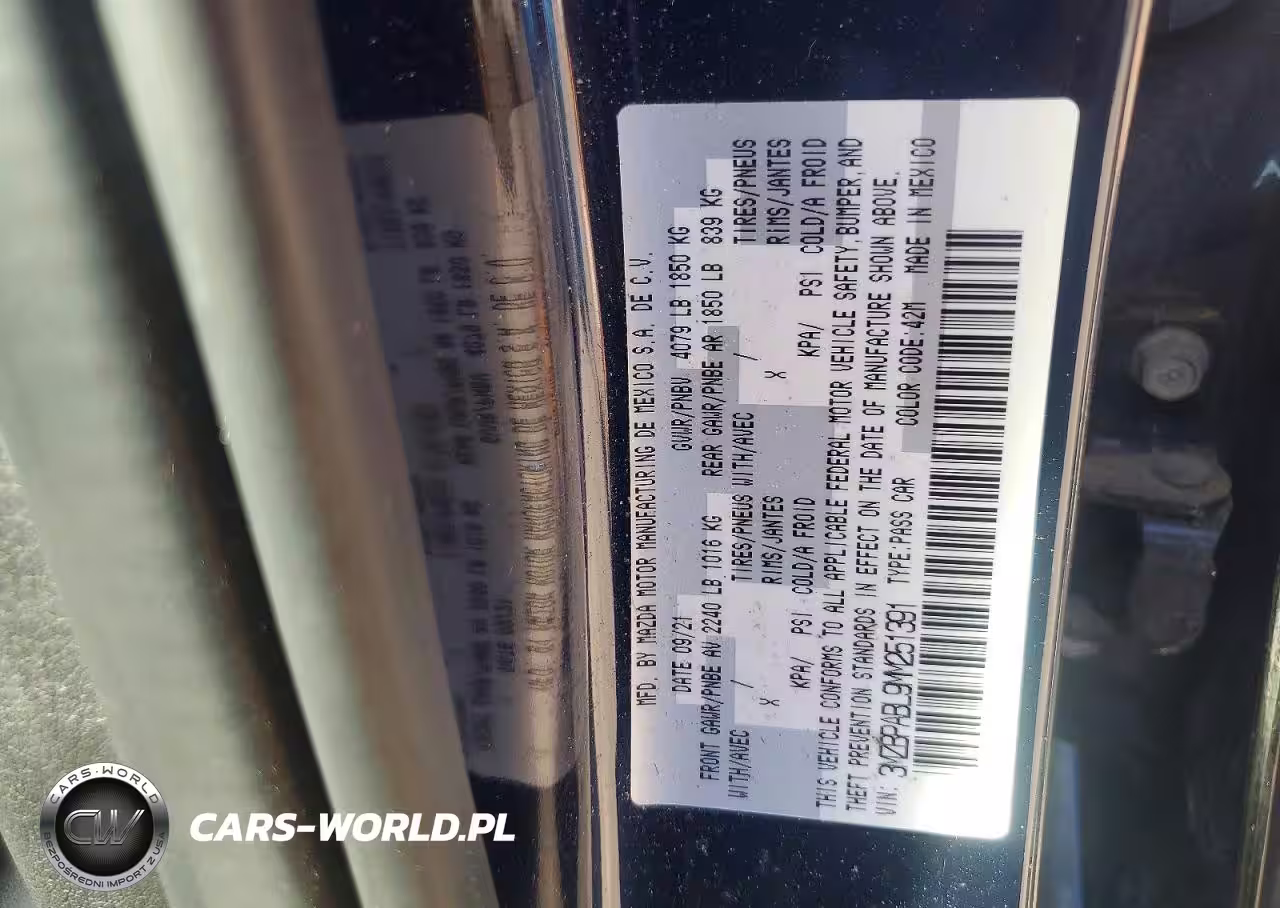 MFD. BY MAZDA MOTOR MANUFACTURING DE MEXICO S.A. DE C.V.
DATE 09/21 GVWR/PNBV 4079 LB 1850 KG
FRONT GAWR/PNBE AV 2240 LB 1016 KG REAR GAWR/PNBE AR 1850 LB 839 KG
WITH/AVEC TIRES/PNEUS WITH/AVEC TIRES/PNEUS
X / RIMS/JANTES X / RIMS/JANTES
KPA/ PSI COLD/A FROID KPA/ PSI COLD/A FROID
THIS VEHICLE CONFORMS TO ALL APPLICABLE FEDERAL MOTOR VEHICLE SAFETY, BUMPER, AND
THEFT PREVENTION STANDARDS IN EFFECT ON THE DATE OF MANUFACTURE SHOWN ABOVE.
VIN: 3MZBPABL9MM251391 TYPE:PASS CAR COLOR CODE:42M MADE IN MEXICO
CARS-WORLD
CW
BEZPOŚREDNI IMPORT Z USA
CARS-WORLD.PL